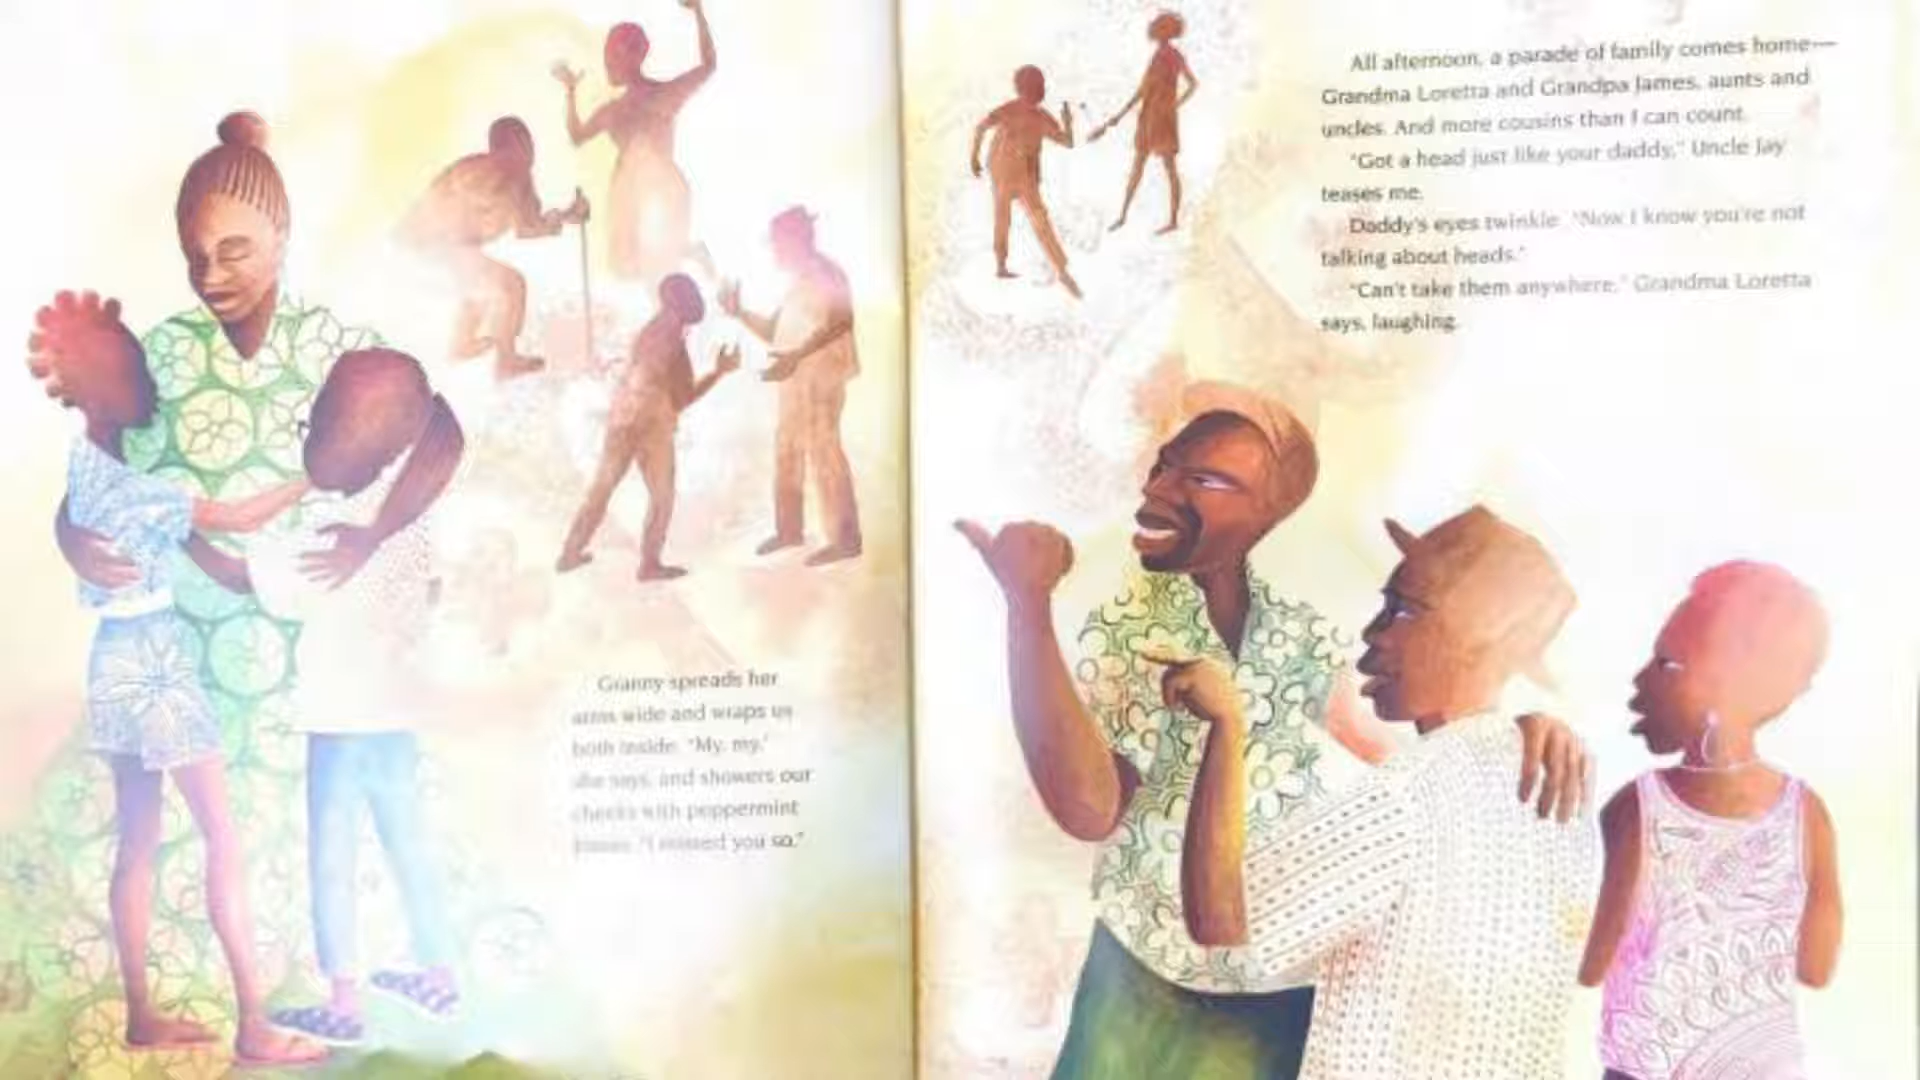 Granny spreads her
arms wide and wraps us
both inside. "My, my,"
she says, and showers our
cheeks with peppermint
kisses. "I missed you so."
All afternoon, a parade of family comes home—
Grandma Loretta and Grandpa James, aunts and
uncles. And more cousins than I can count.
"Got a head just like your daddy," Uncle Jay
teases me.
Daddy's eyes twinkle. "Now I know you're not
talking about heads."
"Can't take them anywhere," Grandma Loretta
says, laughing.